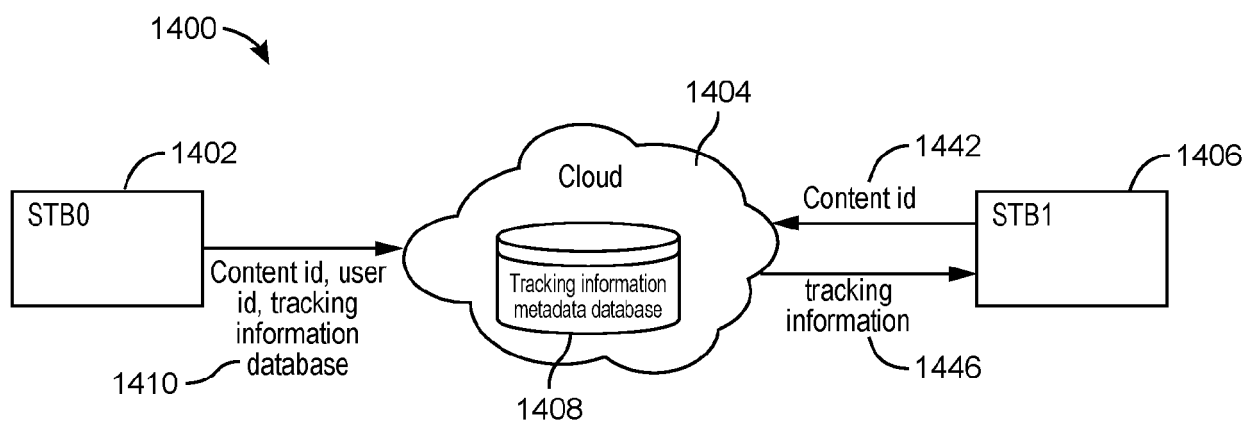 1400
1404
1402
1442
1406
Cloud
STB0
Content id
STB1
Content id, user
id, tracking
information
database
Tracking information
metadata database
tracking
information
1410
1446
1408